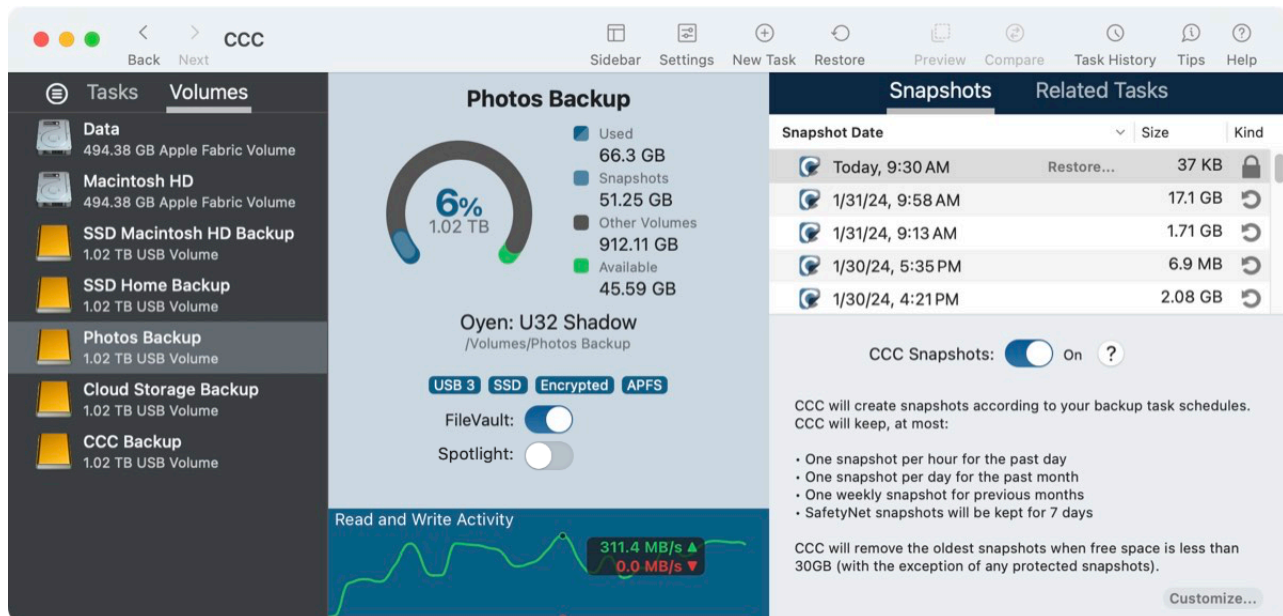 CCC
Back
Next
Sidebar
Settings
New Task
Restore
Preview
Compare
Task History
Tips
Help
Tasks
Volumes
Data
494.38 GB Apple Fabric Volume
Macintosh HD
494.38 GB Apple Fabric Volume
SSD Macintosh HD Backup
1.02 TB USB Volume
SSD Home Backup
1.02 TB USB Volume
Photos Backup
1.02 TB USB Volume
Cloud Storage Backup
1.02 TB USB Volume
CCC Backup
1.02 TB USB Volume
Photos Backup
6%
1.02 TB
Used
66.3 GB
Snapshots
51.25 GB
Other Volumes
912.11 GB
Available
45.59 GB
Oyen: U32 Shadow
/Volumes/Photos Backup
USB 3 SSD Encrypted APFS
FileVault:
Spotlight:
Read and Write Activity
311.4 MB/s ▲
0.0 MB/s ▼
Snapshots
Related Tasks
Snapshot Date Size Kind
Today, 9:30 AM Restore... 37 KB
1/31/24, 9:58 AM 17.1 GB
1/31/24, 9:13 AM 1.71 GB
1/30/24, 5:35 PM 6.9 MB
1/30/24, 4:21 PM 2.08 GB
CCC Snapshots: On ?
CCC will create snapshots according to your backup task schedules.
CCC will keep, at most:
• One snapshot per hour for the past day
• One snapshot per day for the past month
• One weekly snapshot for previous months
• SafetyNet snapshots will be kept for 7 days
CCC will remove the oldest snapshots when free space is less than
30GB (with the exception of any protected snapshots).
Customize...